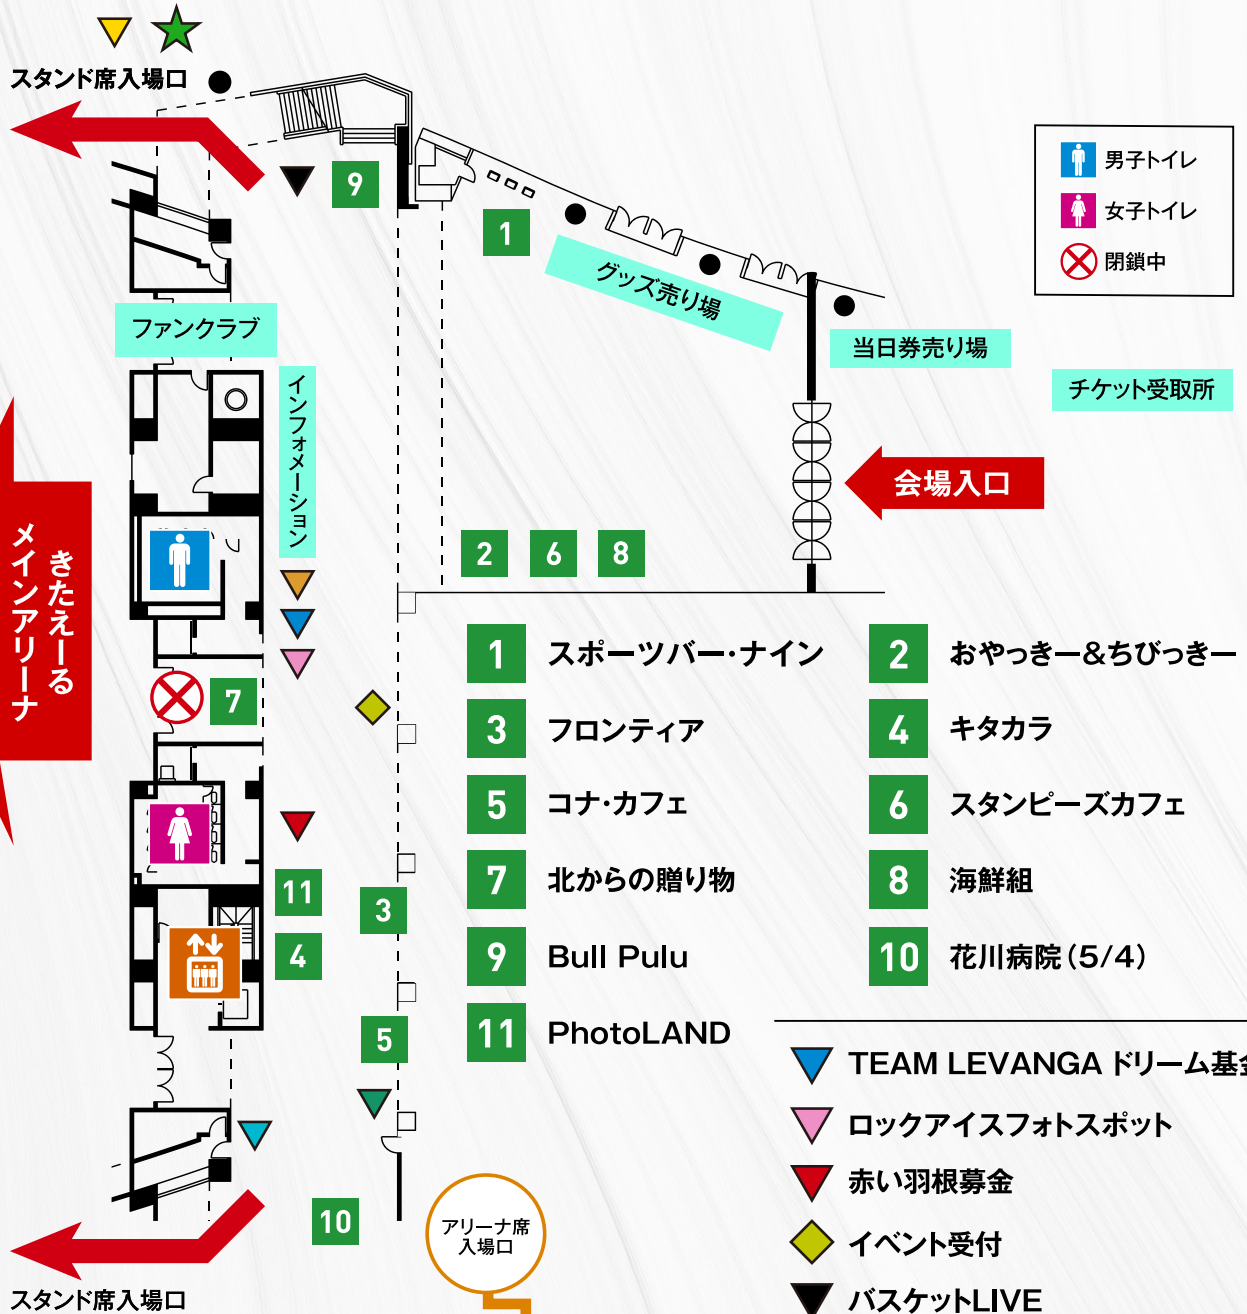 スタンド席入場口
9
1
グッズ売り場
男子トイレ
女子トイレ
閉鎖中
ファンクラブ
インフォメーション
当日券売り場
チケット受取所
会場入口
きたえーる
メインアリーナ
2
6
8
7
11
3
4
5
10
アリーナ席
入場口
スタンド席入場口
1 スポーツバー・ナイン
2 おやっきー&ちびっきー
3 フロンティア
4 キタカラ
5 コナ・カフェ
6 スタンピーズカフェ
7 北からの贈り物
8 海鮮組
9 Bull Pulu
10 花川病院(5/4)
11 PhotoLAND
TEAM LEVANGA ドリーム基金
ロックアイスフォトスポット
赤い羽根募金
イベント受付
バスケットLIVE